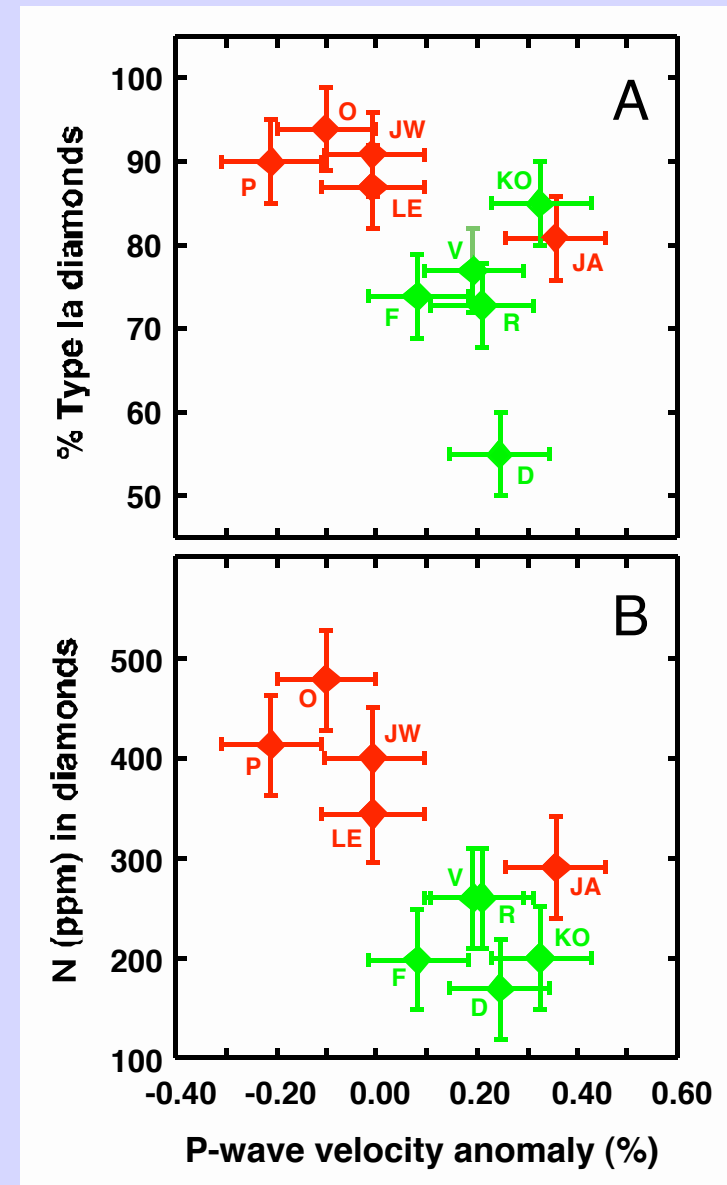 A
100
90
80
70
60
50
% Type Ia diamonds
O
JW
P
LE
KO
JA
V
F
R
D
B
500
400
300
200
100
N (ppm) in diamonds
O
P
JW
LE
JA
V
R
KO
F
D
-0.40 -0.20 0.00 0.20 0.40 0.60
P-wave velocity anomaly (%)